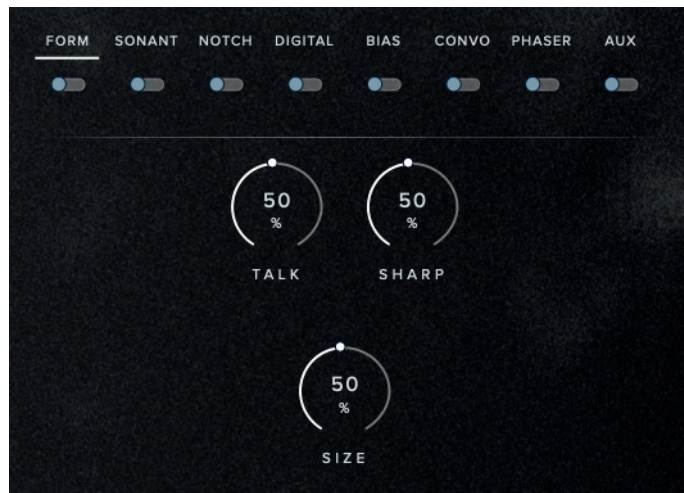 FORM SONANT NOTCH DIGITAL BIAS CONVO PHASER AUX
50 50
% %
TALK SHARP
50
%
SIZE